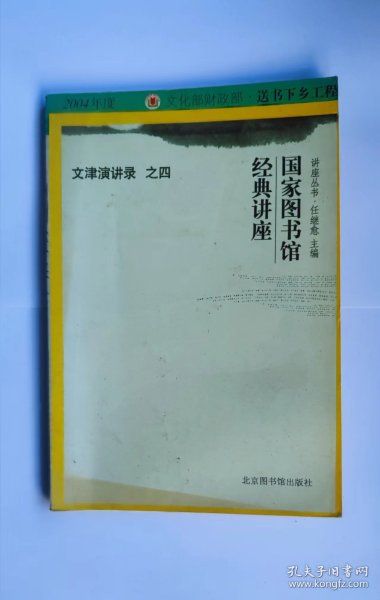 2004年度 文化部财政部·送书下乡工程
文津演讲录 之四
讲座丛书·任继愈 主编
国家图书馆
经典讲座
北京图书馆出版社
孔夫子旧书网
www.kongfz.com